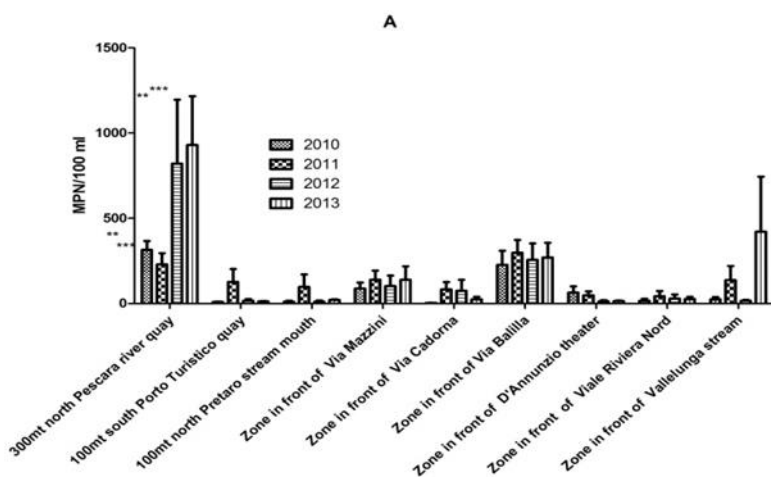 A
1500
1000
500
0
MPN/100 ml
** ***
**
***
2010
2011
2012
2013
300mt north Pescara river quay
100mt south Porto Turistico quay
100mt north Pretaro stream mouth
Zone in front of Via Mazzini
Zone in front of Via Cadorna
Zone in front of Via Balilla
Zone in front of D'Annunzio theater
Zone in front of Viale Riviera Nord
Zone in front of Vallelunga stream